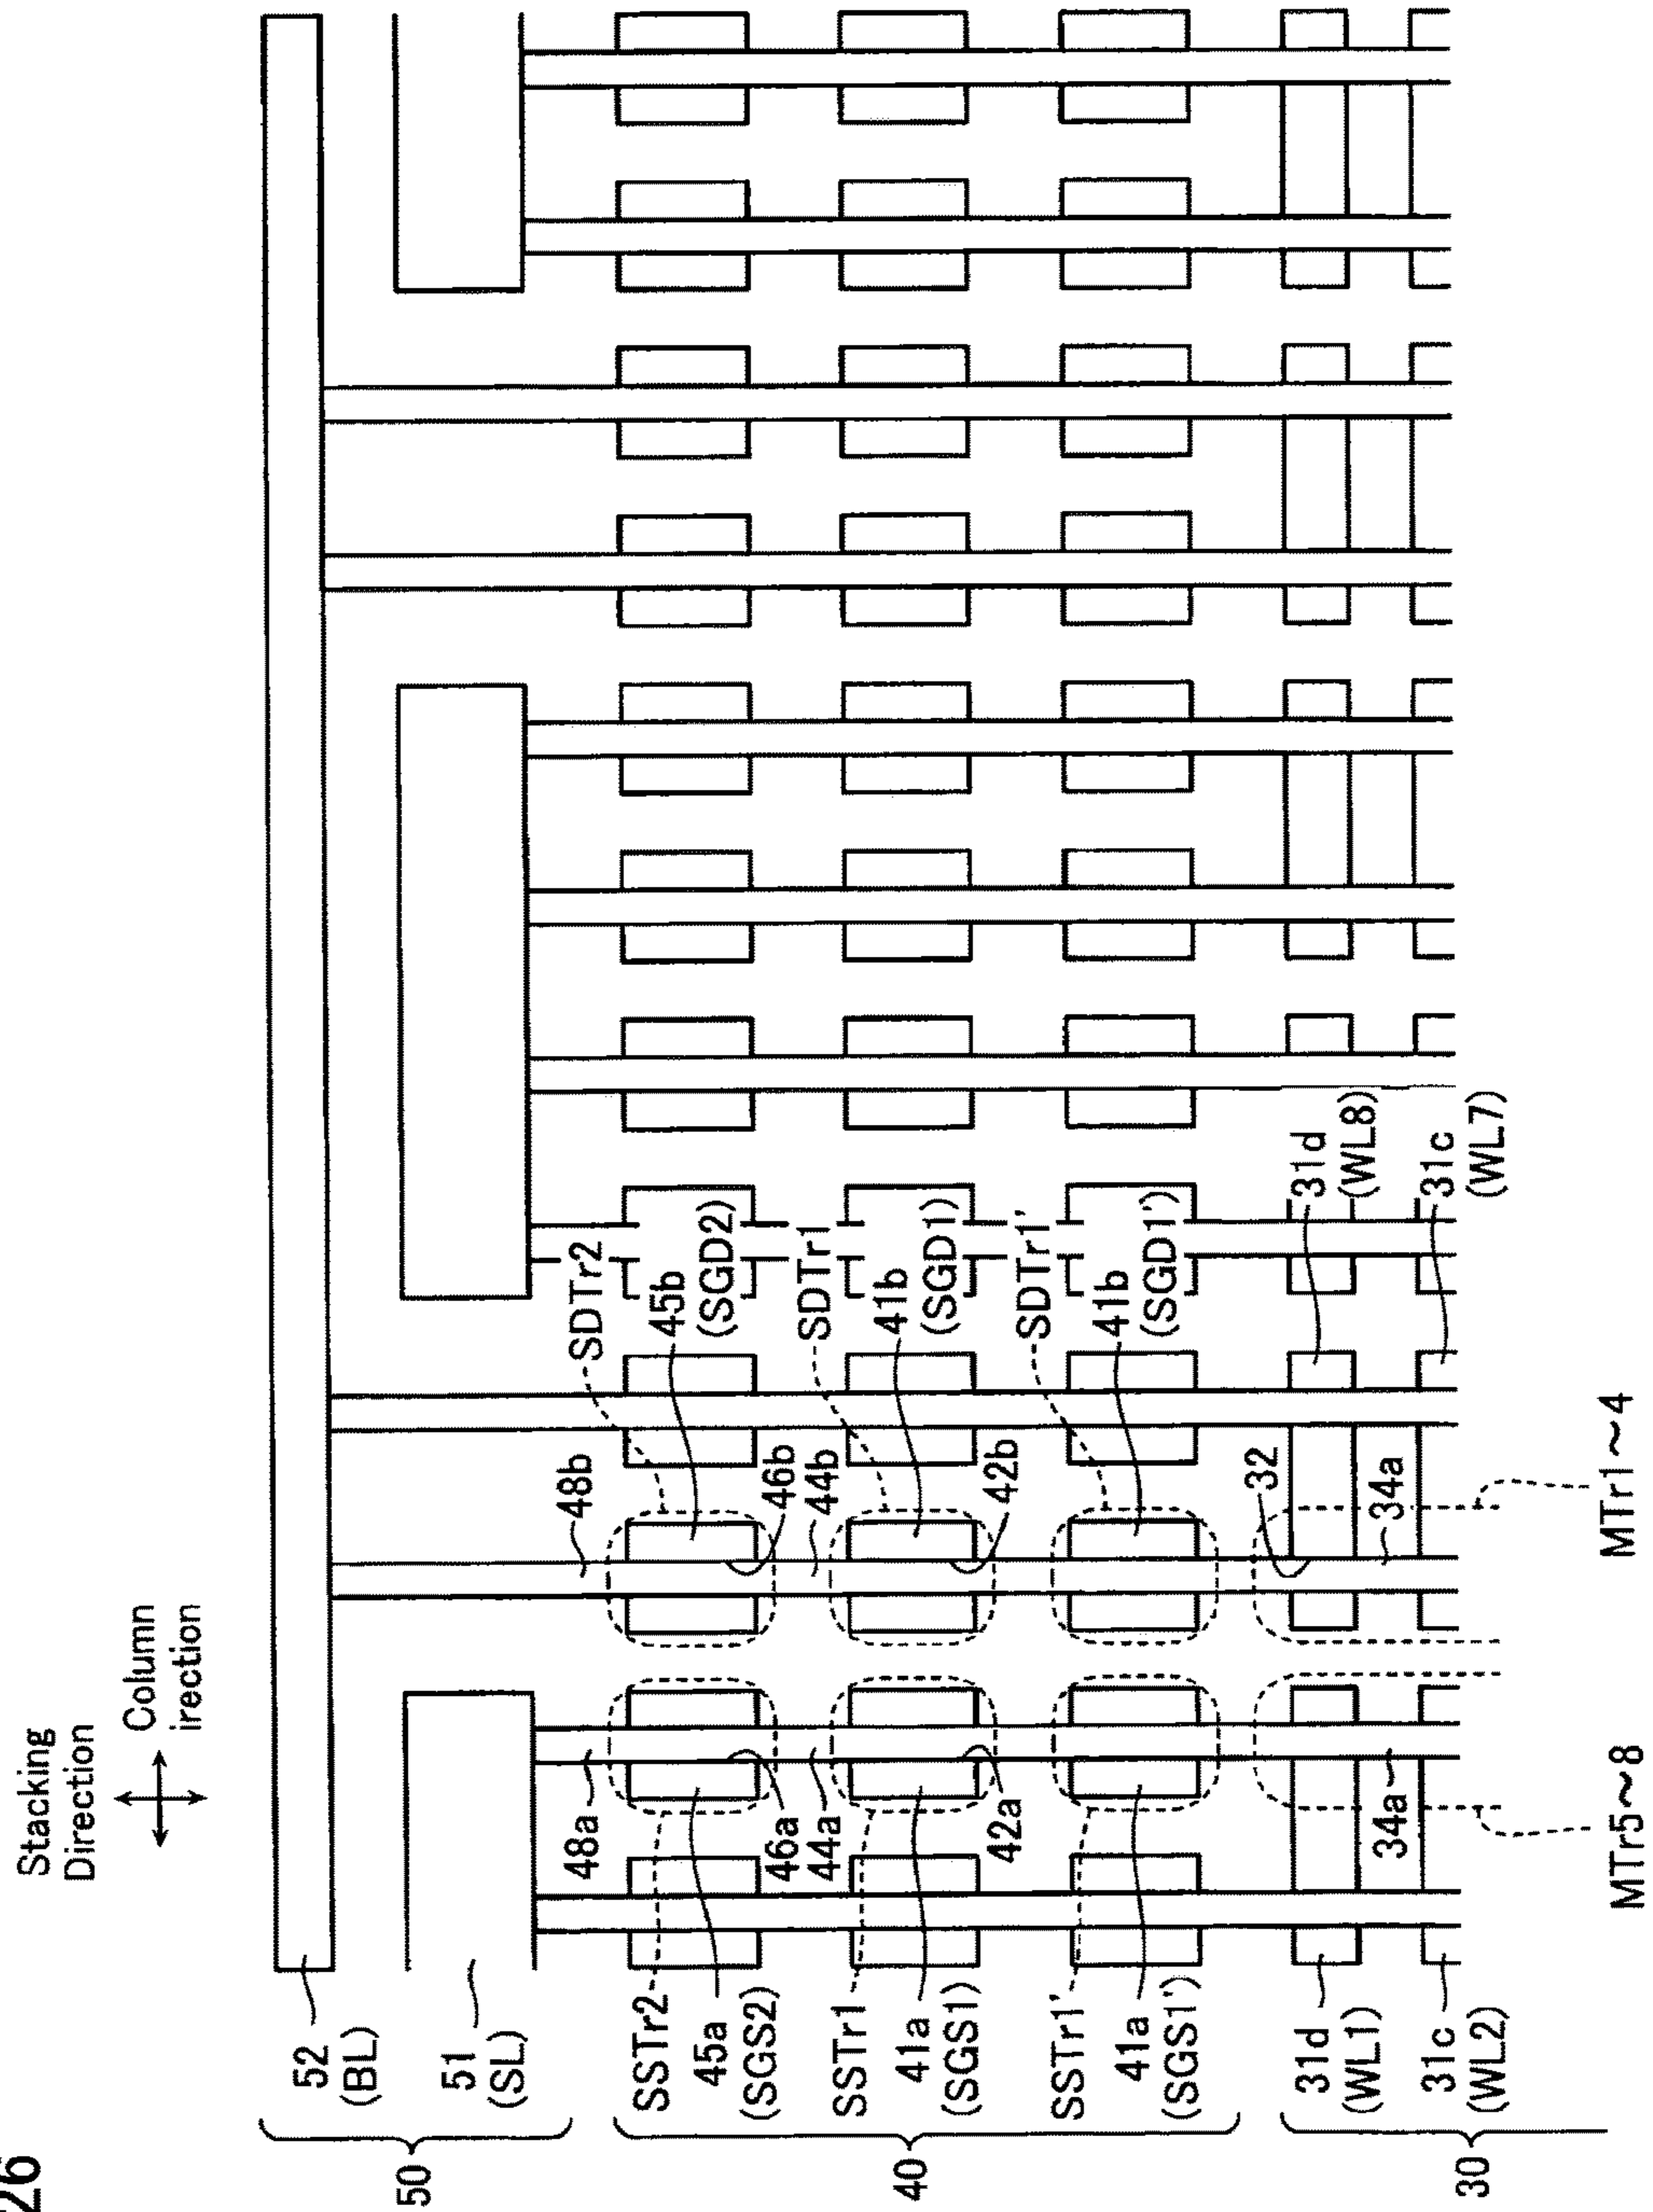 26
Stacking
Direction
Column
irection
50
52
(BL)
51
(SL)
48a
48b
SDTr2
40
SSTr2
45a
(SGS2)
46a
44a
46b
44b
45b
(SGD2)
SDTr1
SSTr1
41a
(SGS1)
42a
42b
41b
(SGD1)
SDTr1'
SSTr1'
41a
(SGS1')
41b
(SGD1')
32
30
31d
(WL1)
31c
(WL2)
34a
34a
31d
(WL8)
31c
(WL7)
MTr5~8
MTr1~4